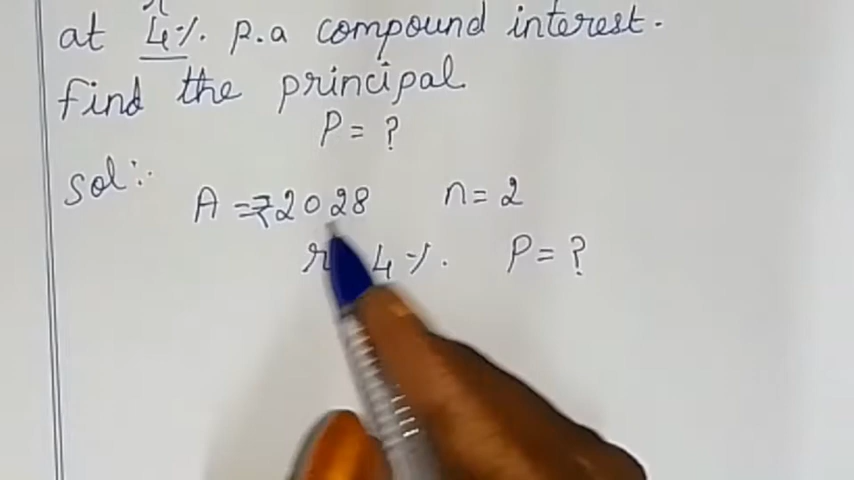 at 4%. p.a compound interest.
find the principal
P = ?
Sol:-
A = ₹2028 n = 2
r 4%. P = ?